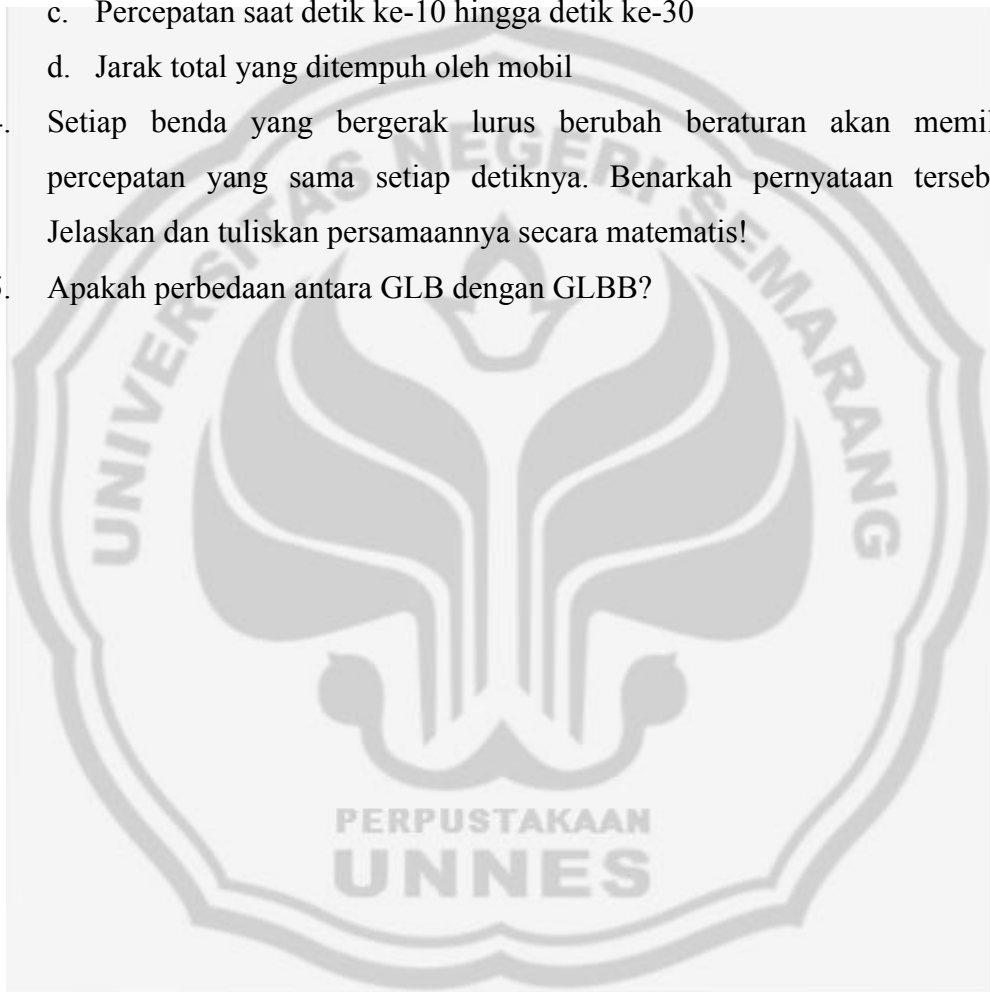 c. Percepatan saat detik ke-10 hingga detik ke-30
d. Jarak total yang ditempuh oleh mobil
Setiap benda yang bergerak lurus berubah beraturan akan memil
percepatan yang sama setiap detiknya. Benarkah pernyataan terseb
Jelaskan dan tuliskan persamaannya secara matematis!
5. Apakah perbedaan antara GLB dengan GLBB?
UNIVERSITAS NEGERI SEMARANG
PERPUSTAKAAN
UNNES